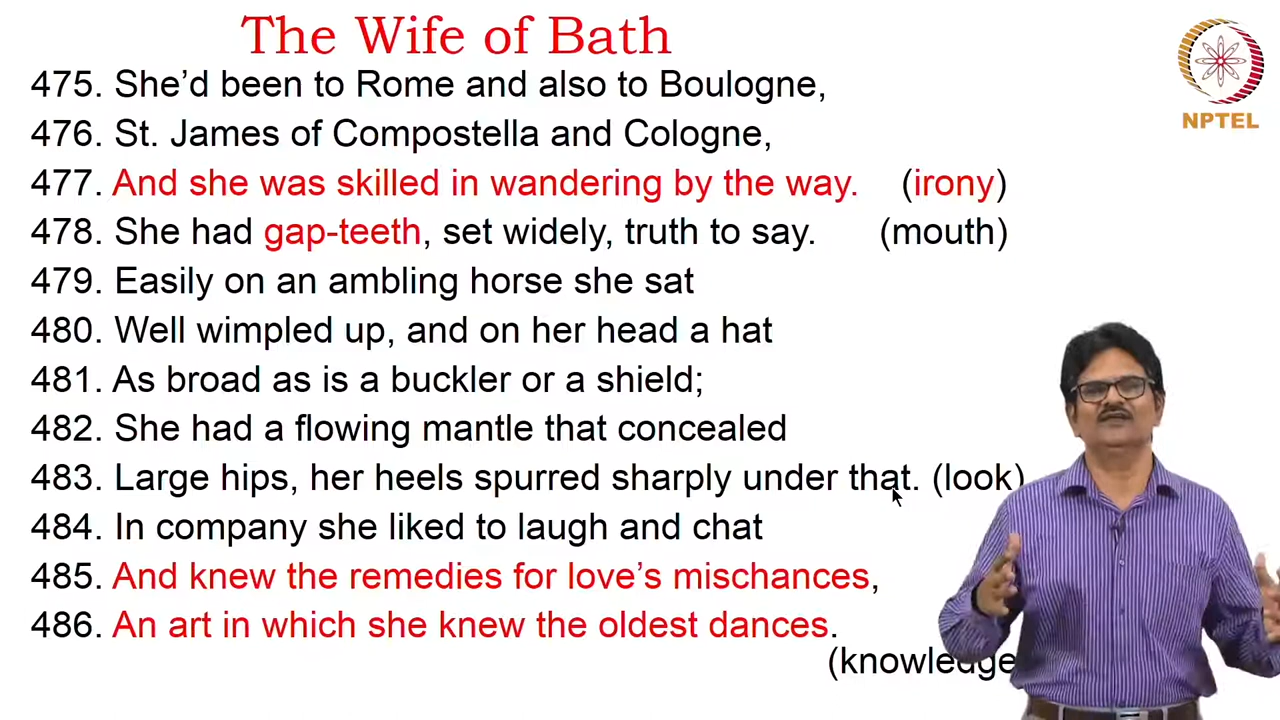 The Wife of Bath
475. She’d been to Rome and also to Boulogne,
476. St. James of Compostella and Cologne,
477. And she was skilled in wandering by the way. (irony)
478. She had gap-teeth, set widely, truth to say. (mouth)
479. Easily on an ambling horse she sat
480. Well wimpled up, and on her head a hat
481. As broad as is a buckler or a shield;
482. She had a flowing mantle that concealed
483. Large hips, her heels spurred sharply under that. (look)
484. In company she liked to laugh and chat
485. And knew the remedies for love’s mischances,
486. An art in which she knew the oldest dances.
(knowledge
NPTEL